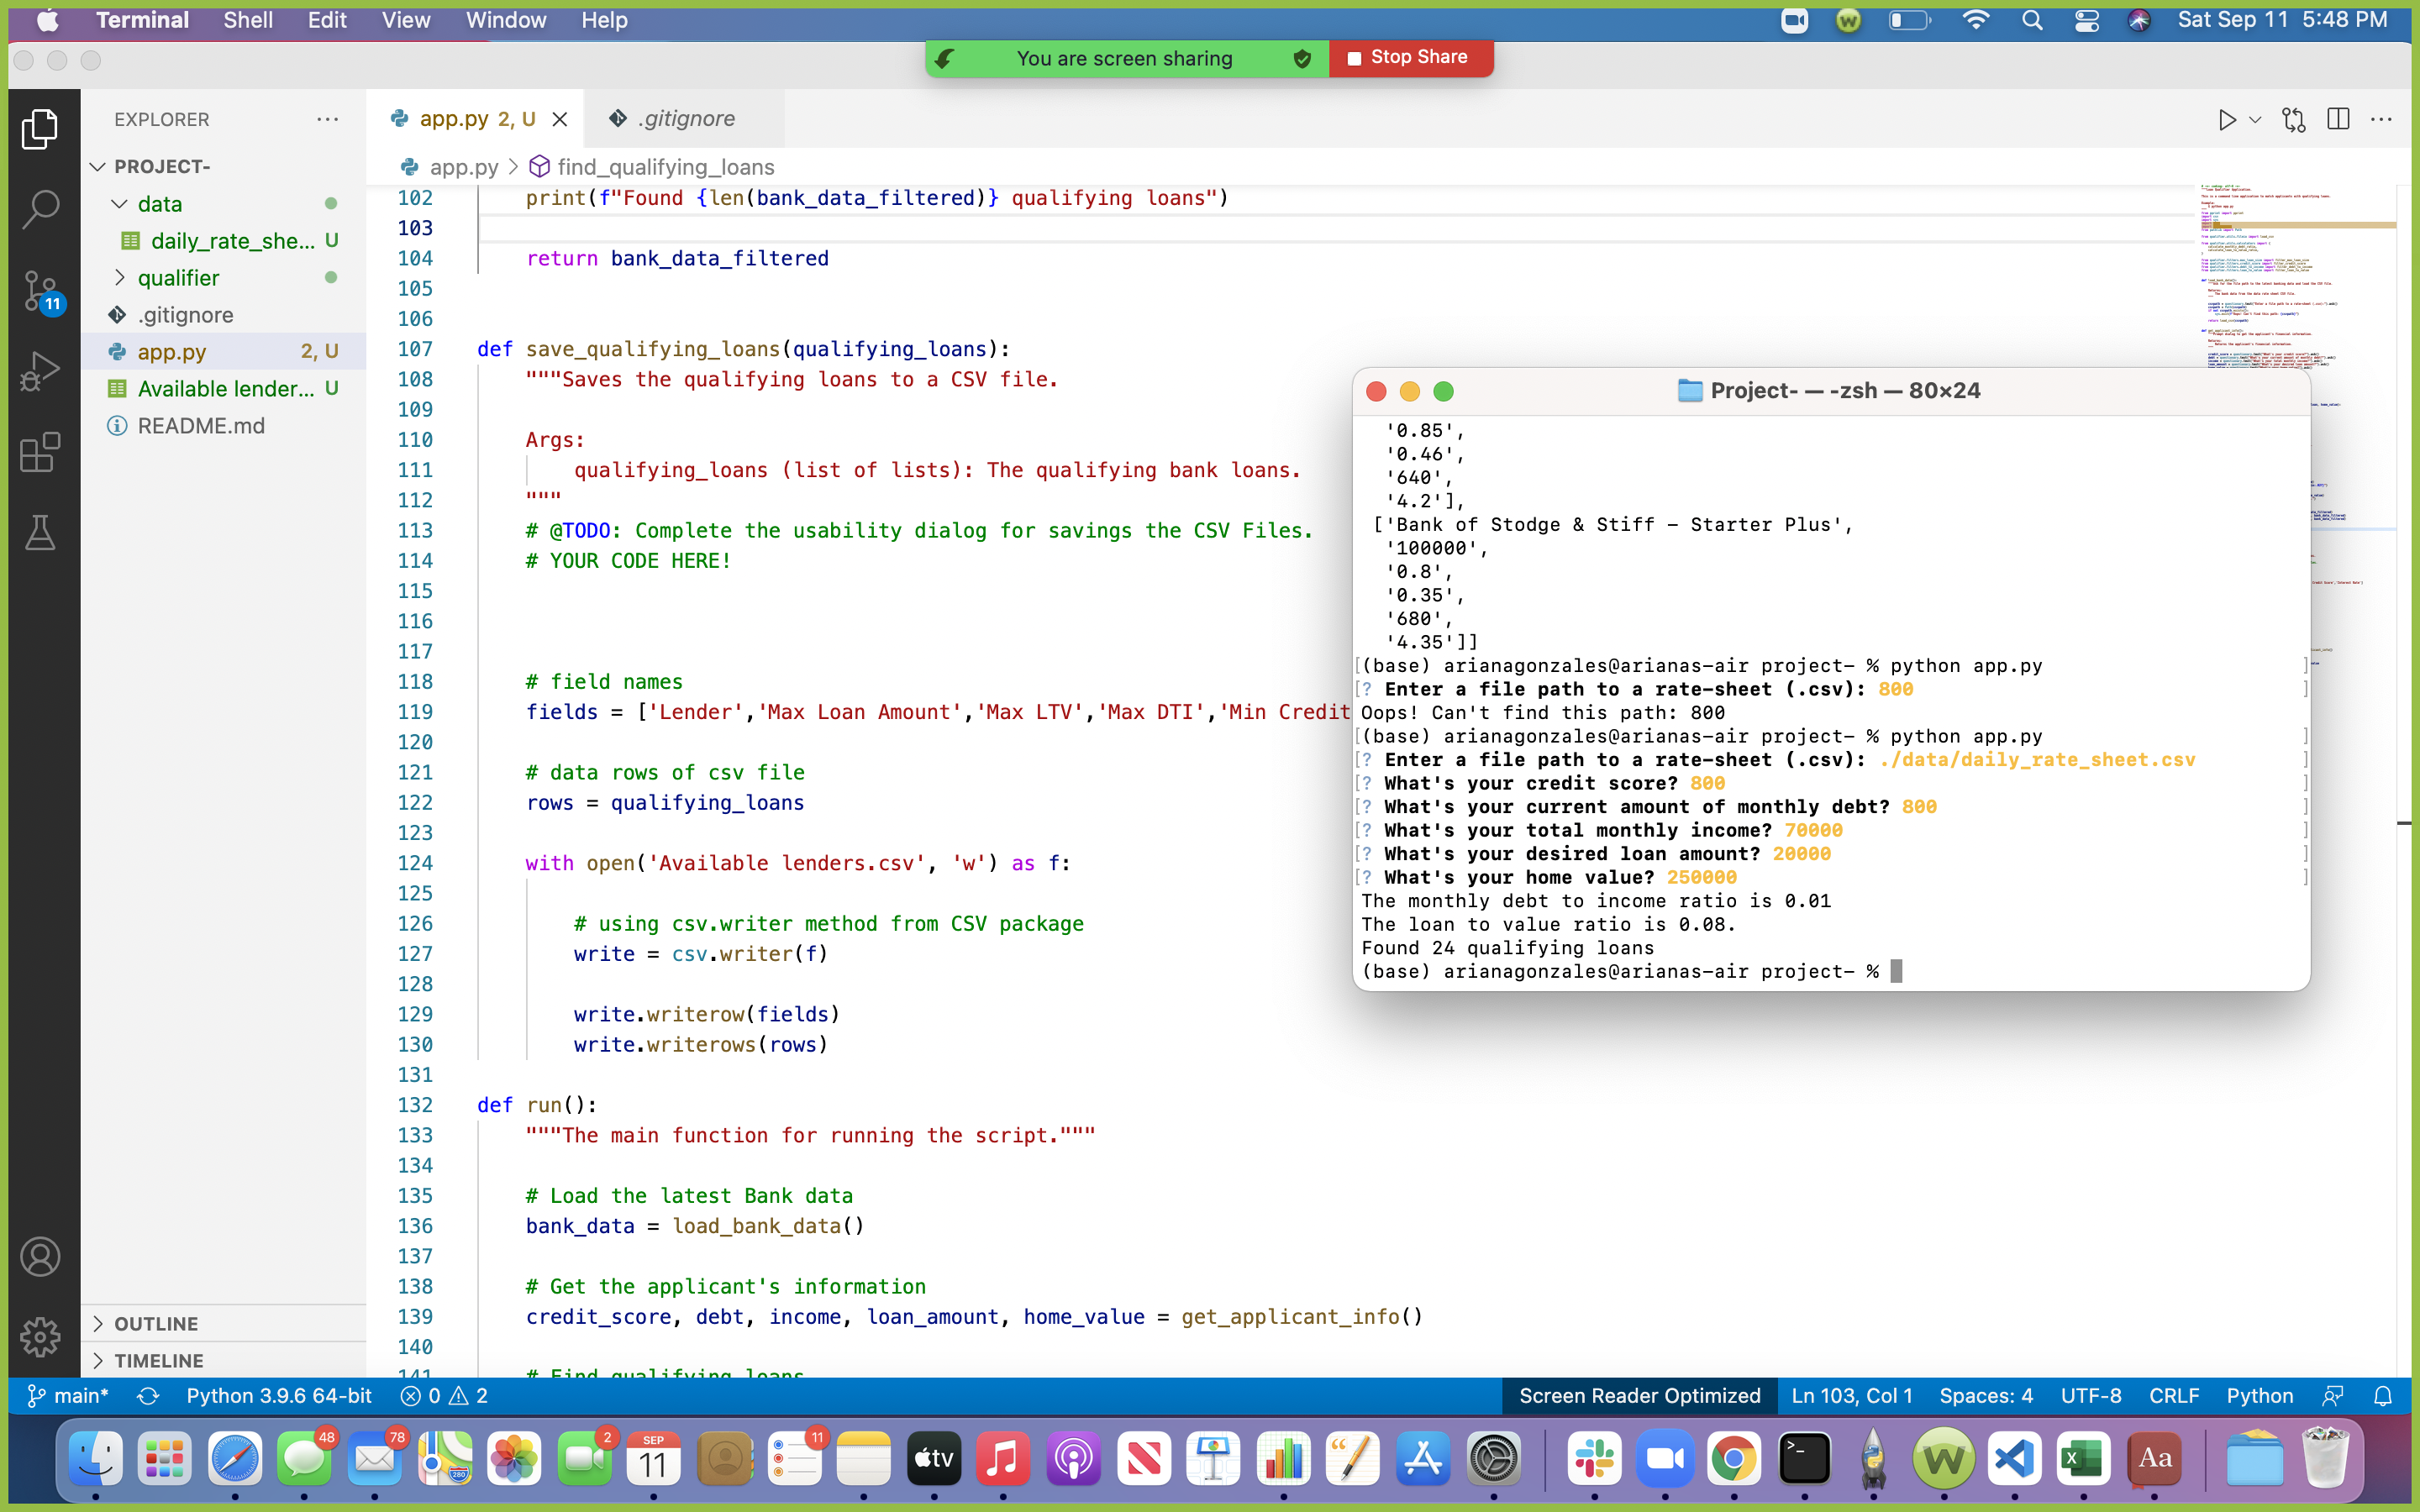 Terminal Shell Edit View Window Help
Sat Sep 11 5:48 PM
You are screen sharing Stop Share
EXPLORER
PROJECT-
data
daily_rate_she... U
qualifier
.gitignore
app.py 2, U
Available lender... U
README.md
11
OUTLINE
TIMELINE
app.py 2, U
.gitignore
app.py > find_qualifying_loans
102 print(f"Found {len(bank_data_filtered)} qualifying loans")
103
104 return bank_data_filtered
105
106
107 def save_qualifying_loans(qualifying_loans):
108 """Saves the qualifying loans to a CSV file.
109
110 Args:
111 qualifying_loans (list of lists): The qualifying bank loans.
112 """
113 # @TODO: Complete the usability dialog for savings the CSV Files.
114 # YOUR CODE HERE!
115
116
117
118 # field names
119 fields = ['Lender','Max Loan Amount','Max LTV','Max DTI','Min Credit
120
121 # data rows of csv file
122 rows = qualifying_loans
123
124 with open('Available lenders.csv', 'w') as f:
125
126 # using csv.writer method from CSV package
127 write = csv.writer(f)
128
129 write.writerow(fields)
130 write.writerows(rows)
131
132 def run():
133 """The main function for running the script."""
134
135 # Load the latest Bank data
136 bank_data = load_bank_data()
137
138 # Get the applicant's information
139 credit_score, debt, income, loan_amount, home_value = get_applicant_info()
140
141 # Find qualifying loans
Project- — -zsh — 80×24
'0.85',
'0.46',
'640',
'4.2'],
['Bank of Stodge & Stiff - Starter Plus',
'100000',
'0.8',
'0.35',
'680',
'4.35']]
[(base) arianagonzales@arianas-air project- % python app.py ]
[? Enter a file path to a rate-sheet (.csv): 800 ]
Oops! Can't find this path: 800
[(base) arianagonzales@arianas-air project- % python app.py ]
[? Enter a file path to a rate-sheet (.csv): ./data/daily_rate_sheet.csv ]
[? What's your credit score? 800 ]
[? What's your current amount of monthly debt? 800 ]
[? What's your total monthly income? 70000 ]
[? What's your desired loan amount? 20000 ]
[? What's your home value? 250000 ]
The monthly debt to income ratio is 0.01
The loan to value ratio is 0.08.
Found 24 qualifying loans
(base) arianagonzales@arianas-air project- %
main* Python 3.9.6 64-bit 0 2
Screen Reader Optimized Ln 103, Col 1 Spaces: 4 UTF-8 CRLF Python
48
78
280
2
SEP
11
11
tv
W
X
Aa